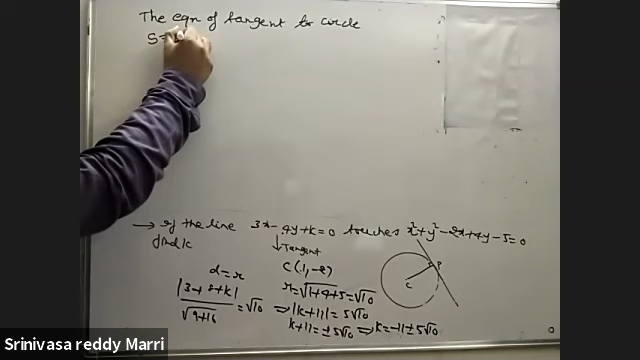 The eqn of tangent to circle
S=
→ If the line 3x-4y+k=0 touches x²+y²-2x+4y-5=0
find k
↓Tangent
C(1,-2)
d=r
r=√1+4+5=√10
|3+8+k|/√9+16=√10 ⇒|k+11|=5√10
k+11=±5√10 ⇒k=-11±5√10
C
P
Srinivasa reddy Marri